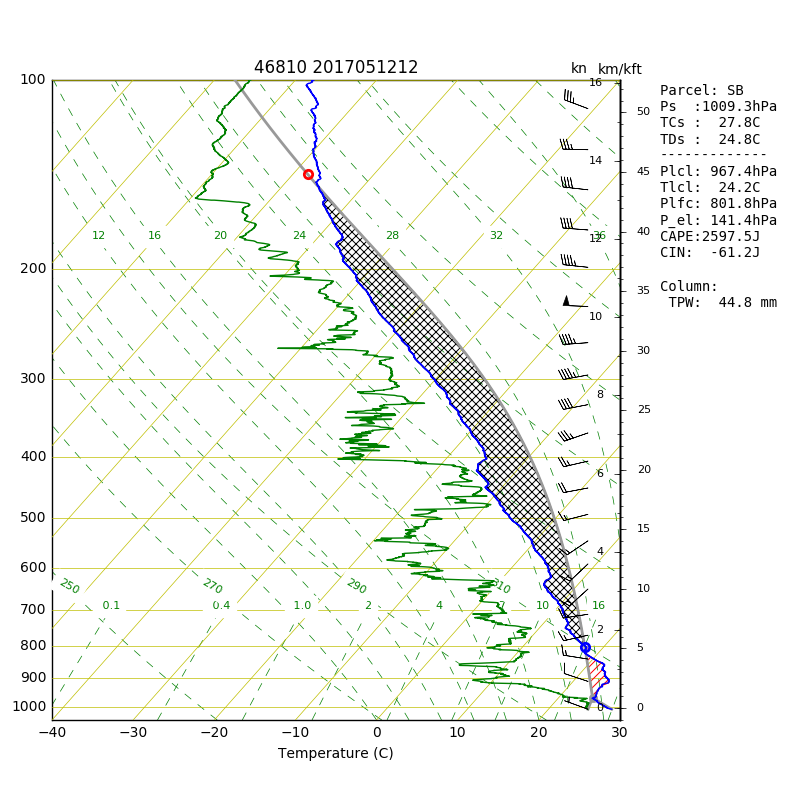 46810 2017051212
kn km/kft
100
200
300
400
500
600
700
800
900
1000
16
14
12
10
8
6
4
2
0
50
45
40
35
30
25
20
15
10
5
0
12 16 20 24 28 32 36
250 270 290 310
0.1 0.4 1.0 2 4 10 16
−40 −30 −20 −10 0 10 20 30
Temperature (C)
Parcel: SB
Ps :1009.3hPa
TCs : 27.8C
TDs : 24.8C
-------------
Plcl: 967.4hPa
Tlcl: 24.2C
Plfc: 801.8hPa
P_el: 141.4hPa
CAPE:2597.5J
CIN: -61.2J
Column:
TPW: 44.8 mm